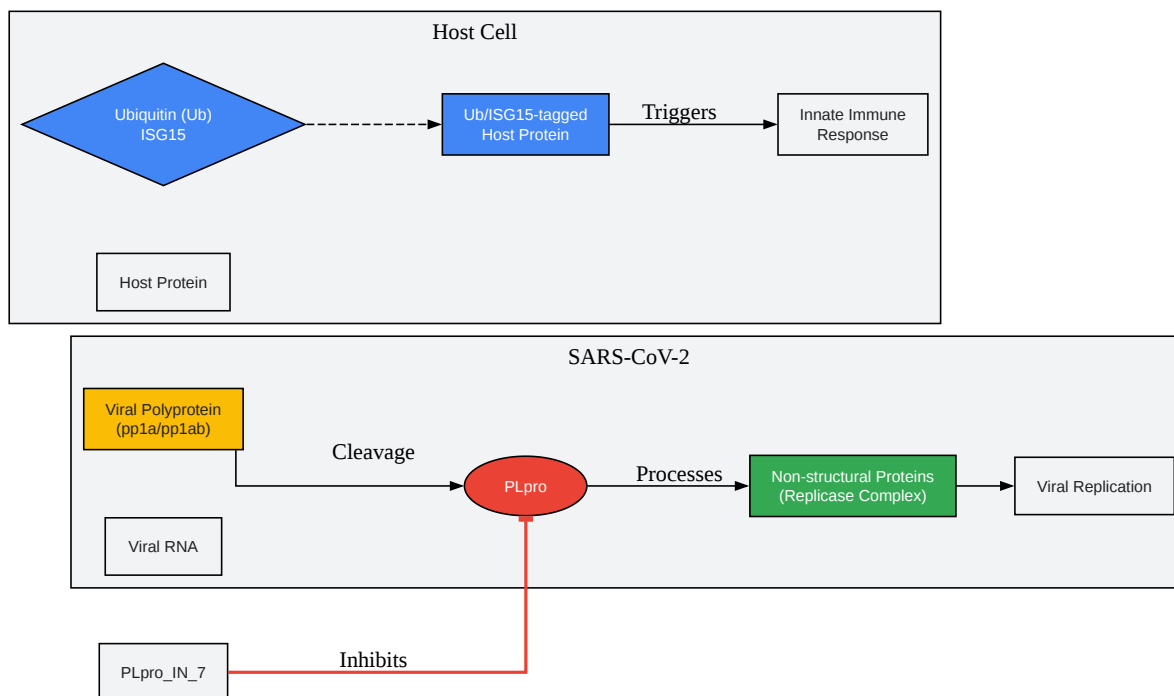 Host Cell
Ubiquitin (Ub)
ISG15
Ub/ISG15-tagged
Host Protein
Triggers
Innate Immune
Response
Host Protein
SARS-CoV-2
Viral Polyprotein
(pp1a/pp1ab)
Cleavage
PLpro
Processes
Non-structural Proteins
(Replicase Complex)
Viral Replication
Viral RNA
PLpro_IN_7
Inhibits